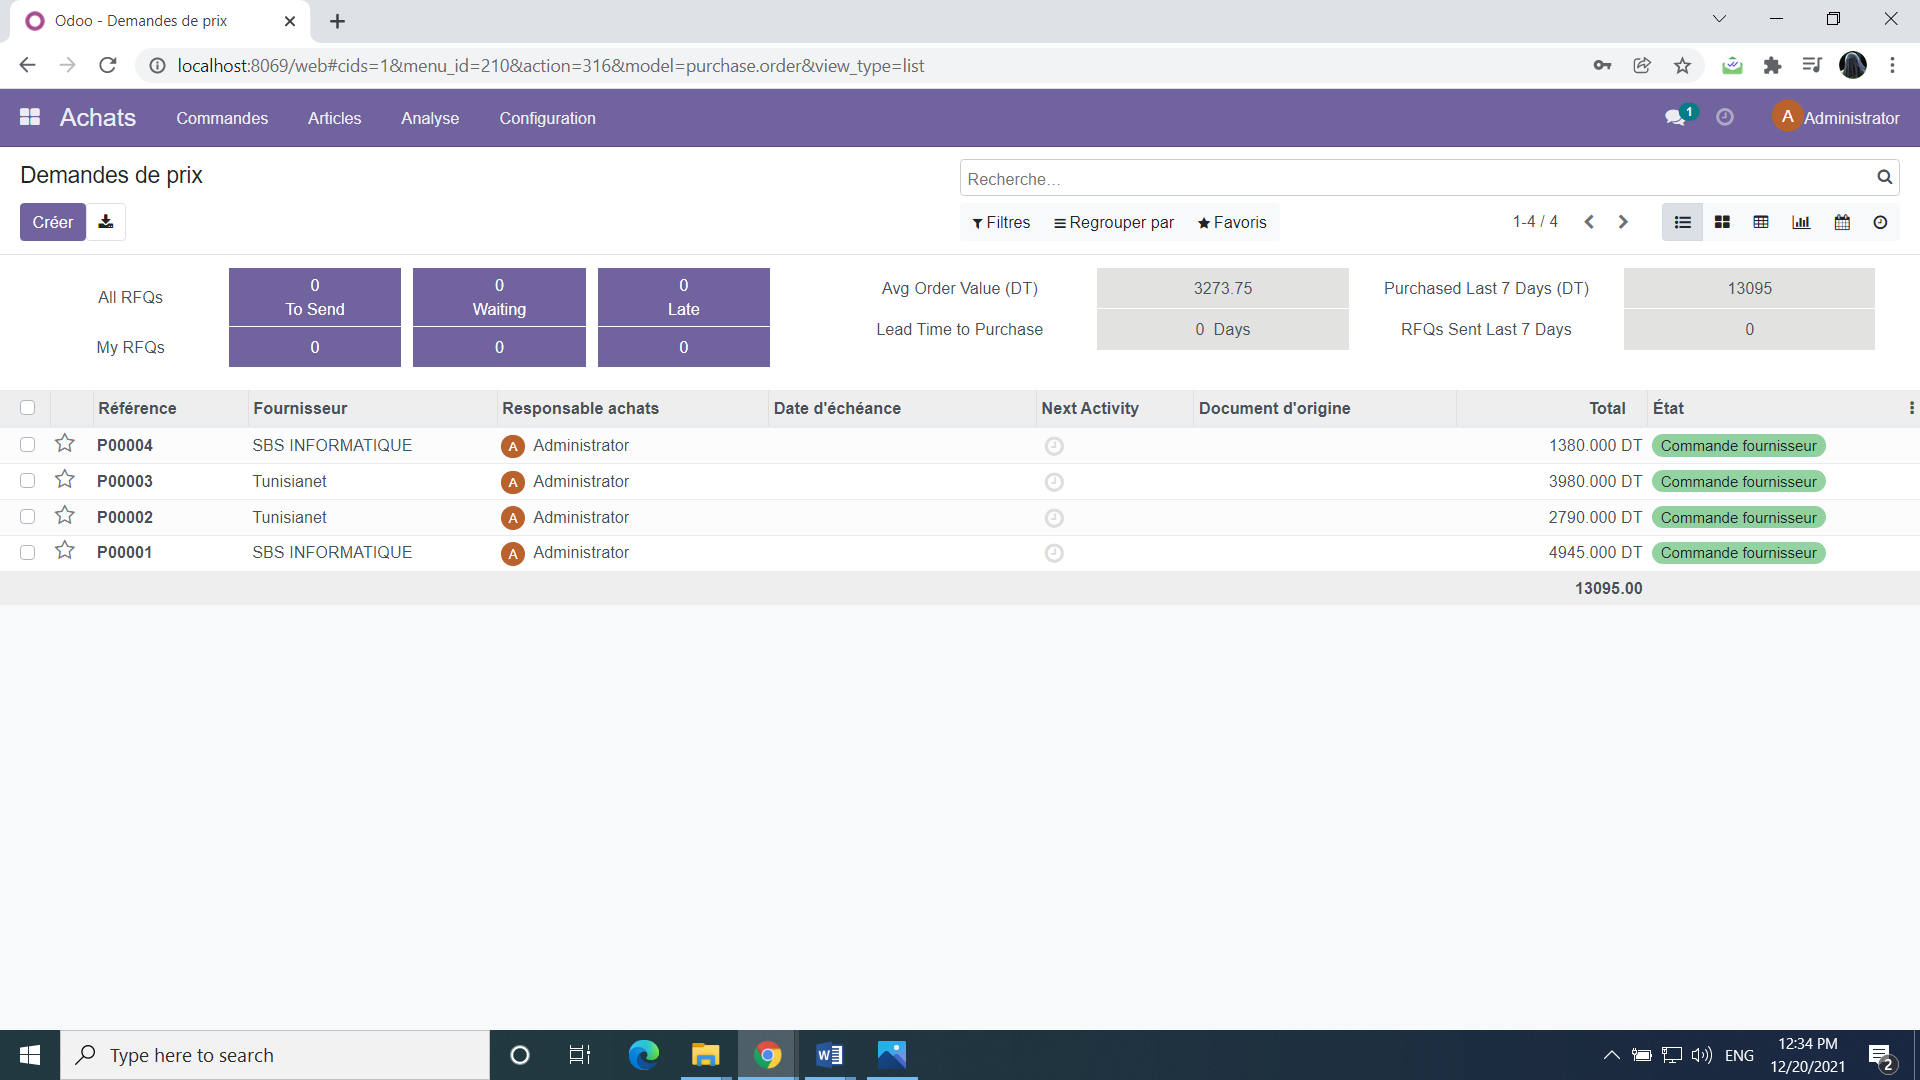 Odoo - Demandes de prix
localhost:8069/web#cids=1&menu_id=210&action=316&model=purchase.order&view_type=list
Achats Commandes Articles Analyse Configuration 1 A Administrator
Demandes de prix
Recherche...
Créer
Filtres Regrouper par Favoris 1-4 / 4
All RFQs 0 To Send 0 Waiting 0 Late
My RFQs 0 0 0
Avg Order Value (DT) 3273.75 Purchased Last 7 Days (DT) 13095
Lead Time to Purchase 0 Days RFQs Sent Last 7 Days 0
Référence Fournisseur Responsable achats Date d'échéance Next Activity Document d'origine Total État
P00004 SBS INFORMATIQUE A Administrator 1380.000 DT Commande fournisseur
P00003 Tunisianet A Administrator 3980.000 DT Commande fournisseur
P00002 Tunisianet A Administrator 2790.000 DT Commande fournisseur
P00001 SBS INFORMATIQUE A Administrator 4945.000 DT Commande fournisseur
13095.00
Type here to search
ENG
12:34 PM
12/20/2021
2